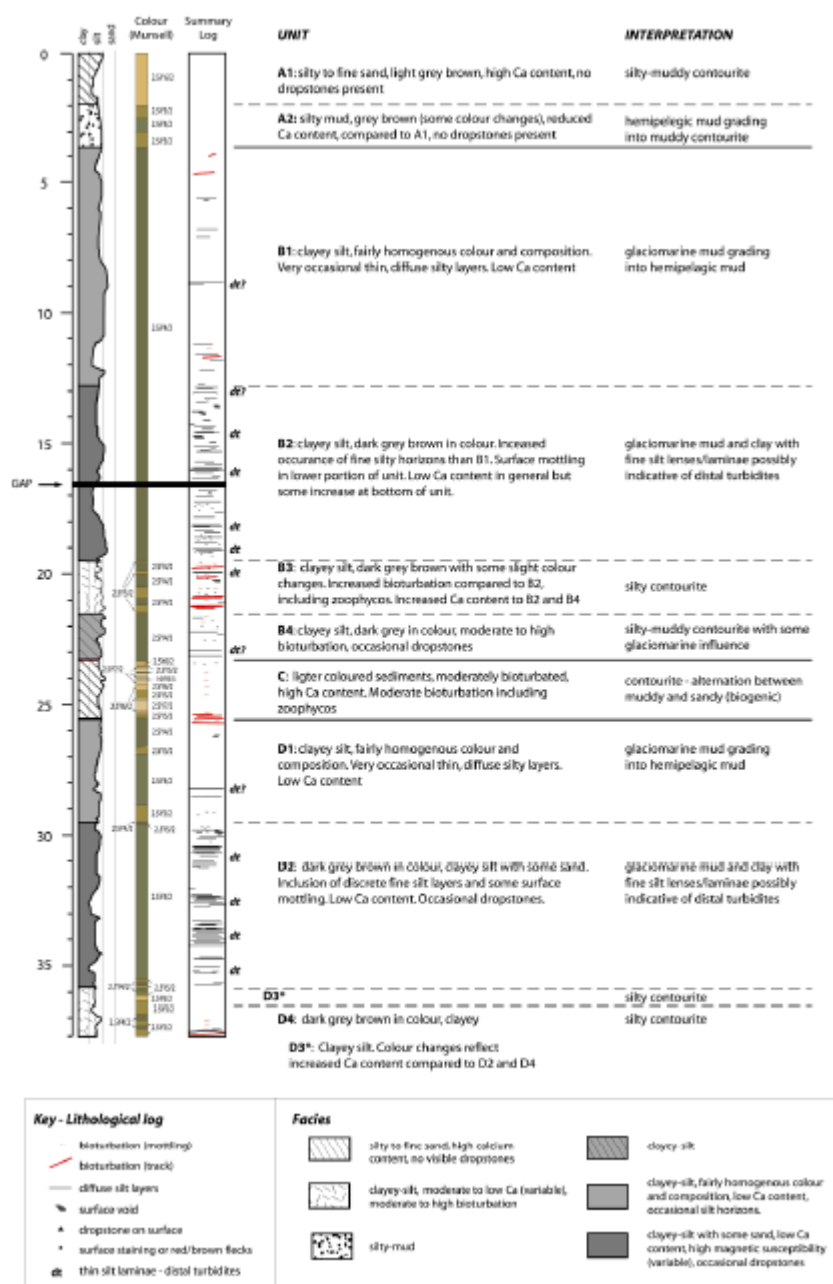 clay
silt
sand
Colour
(Munsell)
Summary
Log
UNIT
INTERPRETATION
0
A1: silty to fine sand, light grey brown, high Ca content, no
dropstones present
silty-muddy contourite
A2: silty mud, grey brown (some colour changes), reduced
Ca content, compared to A1, no dropstones present
hemipelegic mud grading
into muddy contourite
5
B1: clayey silt, fairly homogenous colour and composition.
Very occasional thin, diffuse silty layers. Low Ca content
glaciomarine mud grading
into hemipelagic mud
dt?
10
dt?
15
dt
B2: clayey silt, dark grey brown in colour. Inceased
occurance of fine silty horizons than B1. Surface mottling
in lower portion of unit. Low Ca content in general but
some increase at bottom of unit.
glaciomarine mud and clay with
fine silt lenses/laminae possibly
indicative of distal turbidites
dt
GAP
dt
dt
20
dt
B3: clayey silt, dark grey brown with some slight colour
changes. Increased bioturbation compared to B2,
including zoophycos. Increased Ca content to B2 and B4
silty contourite
B4: clayey silt, dark grey in colour, moderate to high
bioturbation, occasional dropstones
silty-muddy contourite with some
glaciomarine influence
dt?
C: ligter coloured sediments, moderately bioturbated,
high Ca content. Moderate bioturbation including
zoophycos
contourite - alternation between
muddy and sandy (biogenic)
25
D1: clayey silt, fairly homogenous colour and
composition. Very occasional thin, diffuse silty layers.
Low Ca content
glaciomarine mud grading
into hemipelagic mud
dt?
30
dt
D2: dark grey brown in colour, clayey silt with some sand.
Inclusion of discrete fine silt layers and some surface
mottling. Low Ca content. Occasional dropstones.
glaciomarine mud and clay with
fine silt lenses/laminae possibly
indicative of distal turbidites
dt
dt
35
dt
D3*
silty contourite
D4: dark grey brown in colour, clayey
silty contourite
D3*: Clayey silt. Colour changes reflect
increased Ca content compared to D2 and D4
Key - Lithological log
bioturbation (mottling)
bioturbation (track)
diffuse silt layers
surface void
dropstone on surface
surface staining or red/brown flecks
dt thin silt laminae - distal turbidites
Facies
silty to fine sand, high calcium
content, no visible dropstones
clayey-silt, moderate to low Ca (variable),
moderate to high bioturbation
silty-mud
clayey-silt
clayey-silt, fairly homogenous colour
and composition, low Ca content,
occasional silt horizons.
clayey-silt with some sand, low Ca
content, high magnetic susceptibility
(variable), occasional dropstones